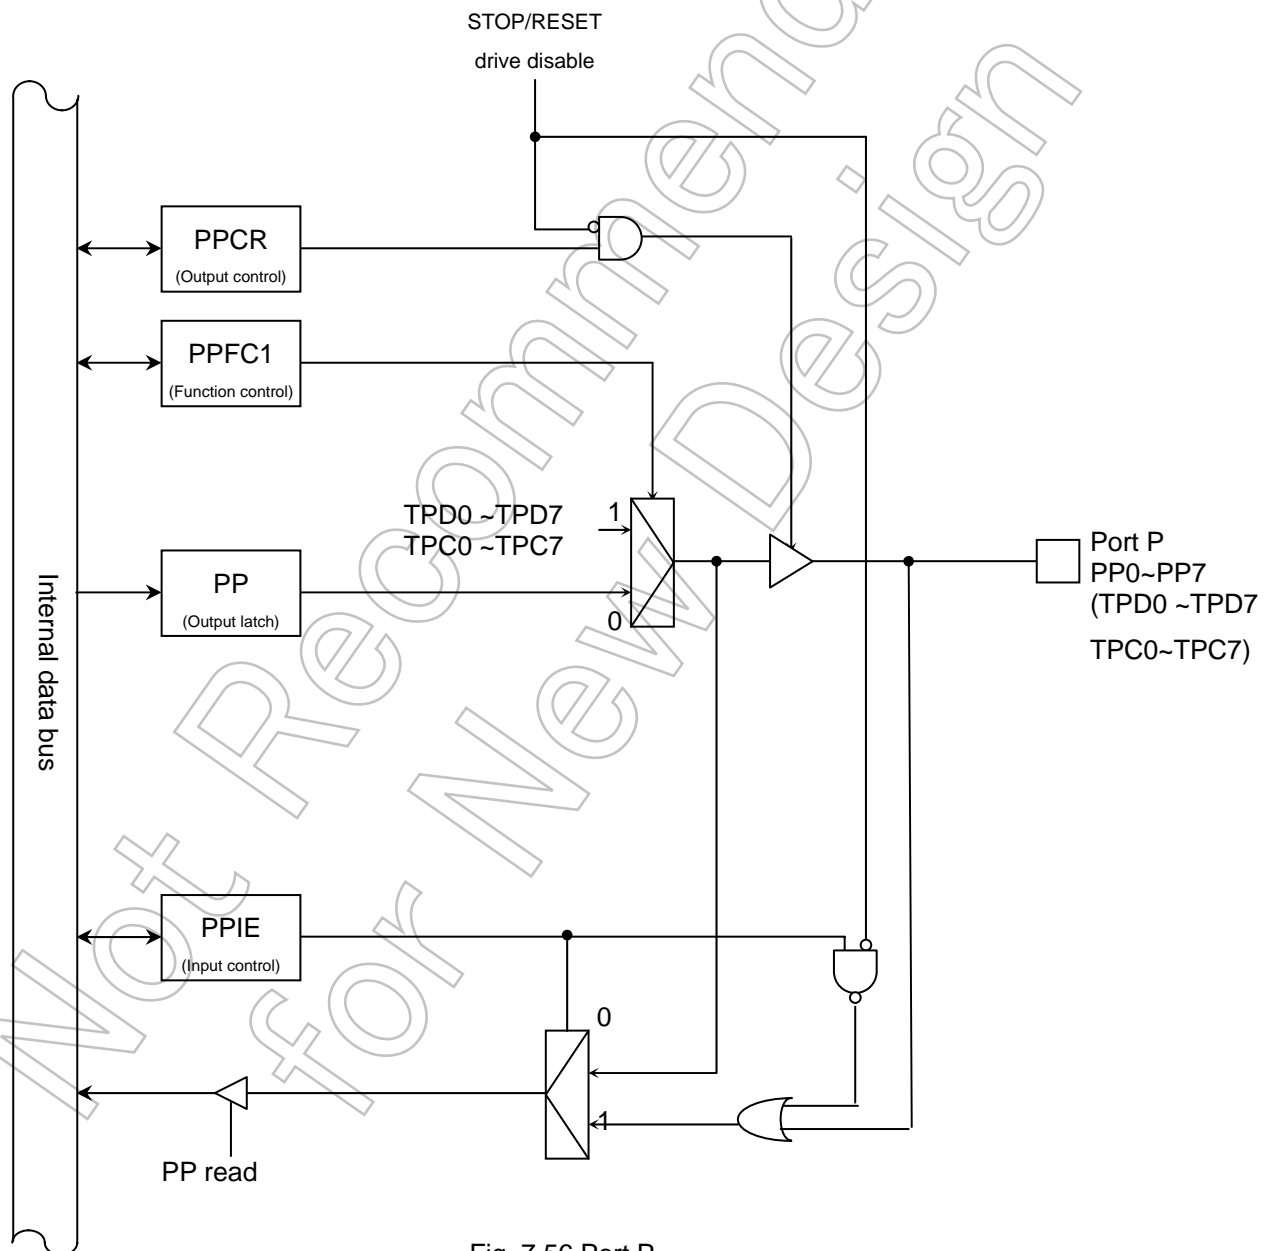 STOP/RESET
drive disable
PPCR
(Output control)
PPFC1
(Function control)
TPD0 ~TPD7
TPC0 ~TPC7
1
0
PP
(Output latch)
Port P
PP0~PP7
(TPD0 ~TPD7
TPC0~TPC7)
Internal data bus
PPIE
(Input control)
0
1
PP read
Fig. 7.56 Port P
Not Recommended
for New Design